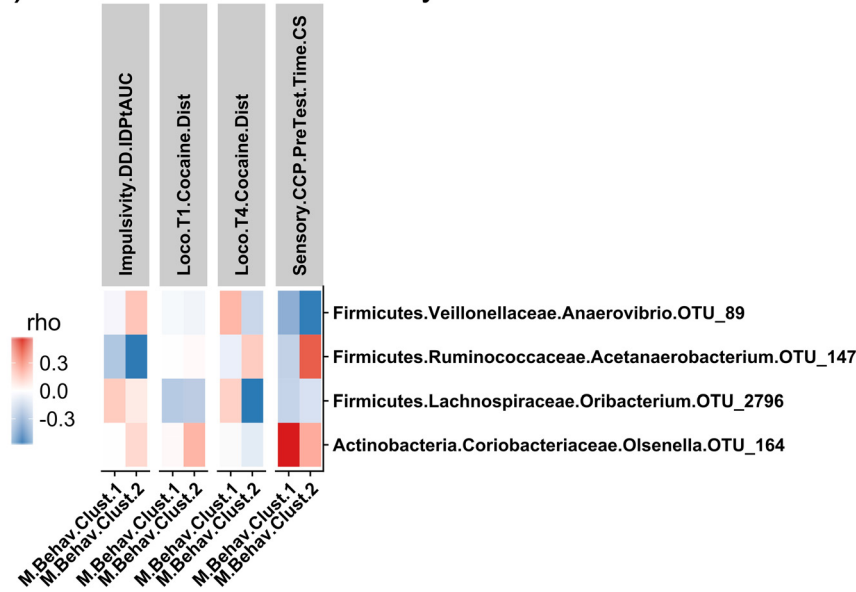 Impulsivity.DD.IDPtAUC
Loco.T1.Cocaine.Dist
Loco.T4.Cocaine.Dist
Sensory.CCP.PreTest.Time.CS
Firmicutes.Veillonellaceae.Anaerovibrio.OTU_89
Firmicutes.Ruminococcaceae.Acetanaerobacterium.OTU_147
Firmicutes.Lachnospiraceae.Oribacterium.OTU_2796
Actinobacteria.Coriobacteriaceae.Olsenella.OTU_164
rho
0.3
0.0
-0.3
M.Behav.Clust.1
M.Behav.Clust.2
M.Behav.Clust.1
M.Behav.Clust.2
M.Behav.Clust.1
M.Behav.Clust.2
M.Behav.Clust.1
M.Behav.Clust.2